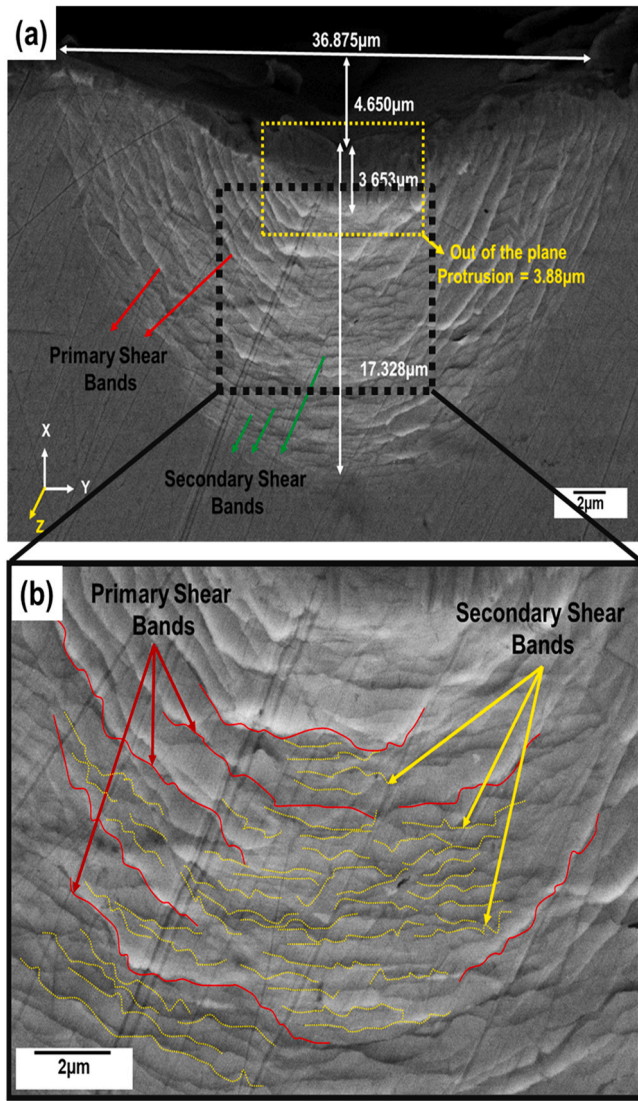 (a)
36.875µm
4.650µm
3.653µm
Out of the plane
Protrusion = 3.88µm
Primary Shear
Bands
17.328µm
Secondary Shear
Bands
X
Y
Z
2µm
(b)
Primary Shear
Bands
Secondary Shear
Bands
2µm